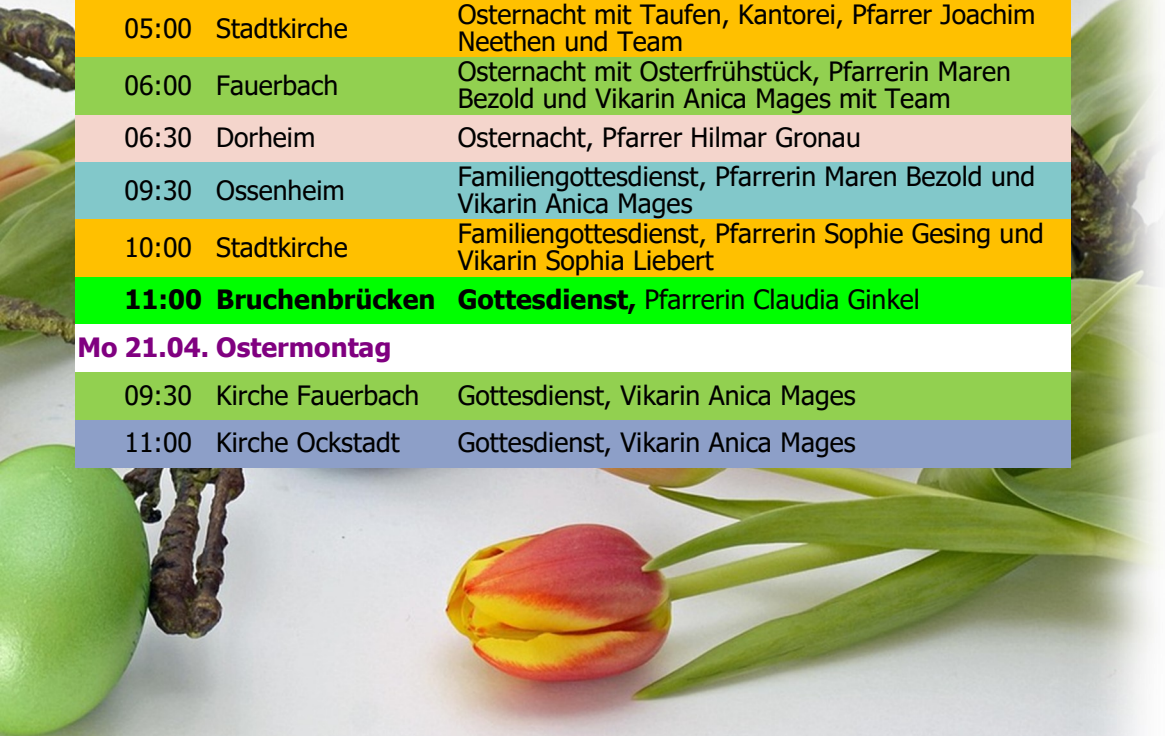 05:00 Stadtkirche Osternacht mit Taufen, Kantorei, Pfarrer Joachim
Neethen und Team
06:00 Fauerbach Osternacht mit Osterfrühstück, Pfarrerin Maren
Bezold und Vikarin Anica Mages mit Team
06:30 Dorheim Osternacht, Pfarrer Hilmar Gronau
09:30 Ossenheim Familiengottesdienst, Pfarrerin Maren Bezold und
Vikarin Anica Mages
10:00 Stadtkirche Familiengottesdienst, Pfarrerin Sophie Gesing und
Vikarin Sophia Liebert
11:00 Bruchenbrücken Gottesdienst, Pfarrerin Claudia Ginkel
Mo 21.04. Ostermontag
09:30 Kirche Fauerbach Gottesdienst, Vikarin Anica Mages
11:00 Kirche Ockstadt Gottesdienst, Vikarin Anica Mages